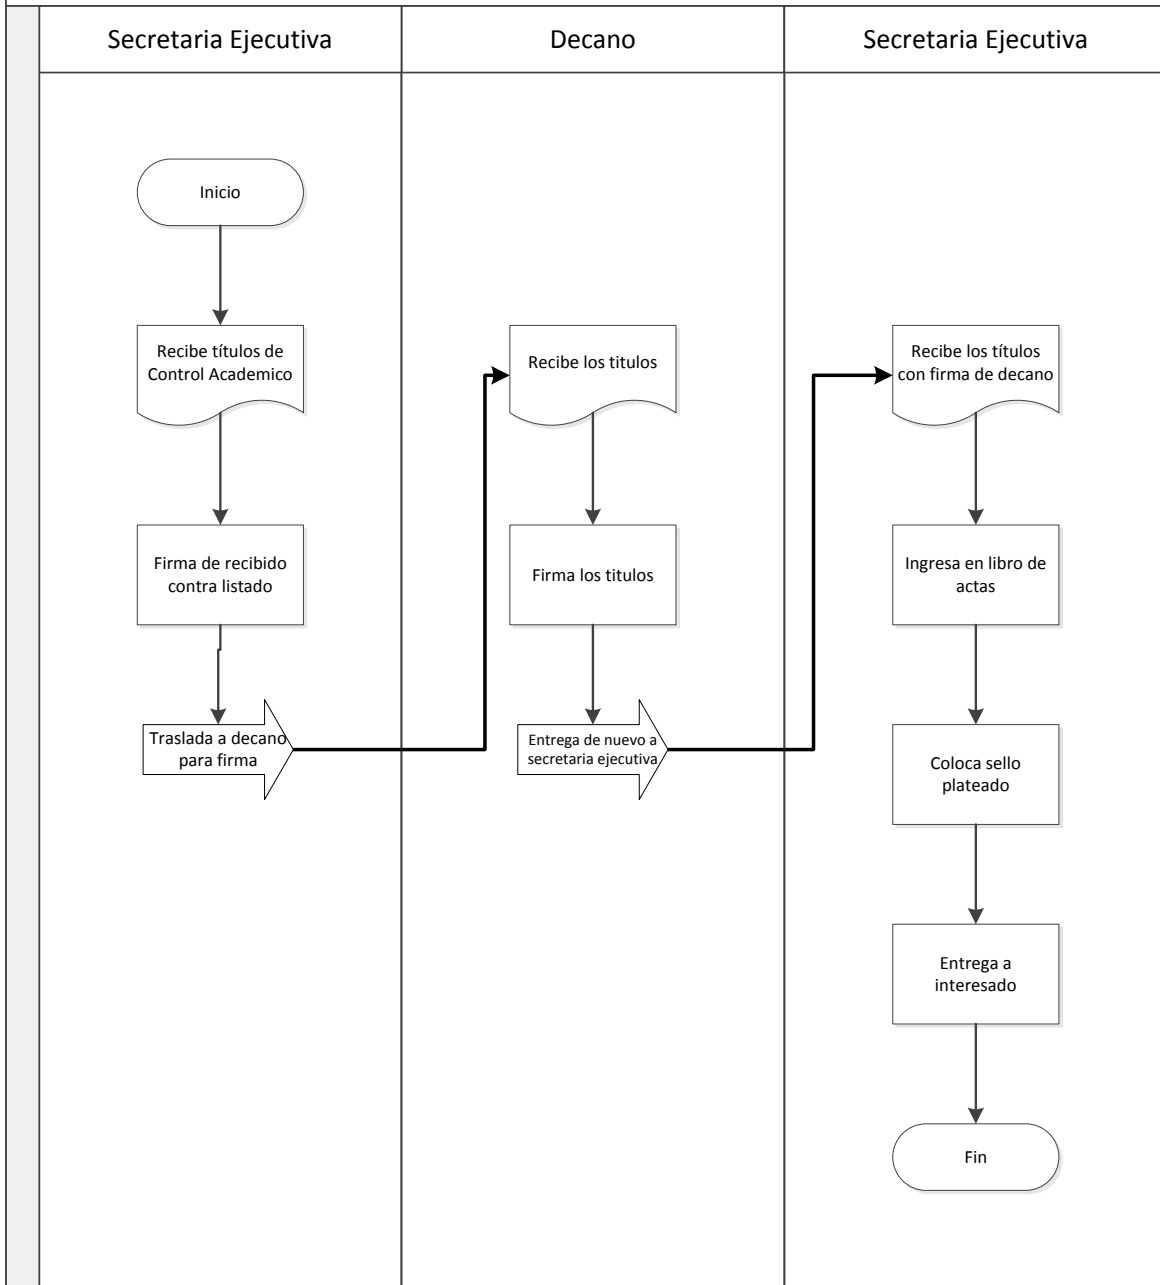 Secretaria Ejecutiva
Decano
Secretaria Ejecutiva
Inicio
Recibe títulos de
Control Academico
Firma de recibido
contra listado
Traslada a decano
para firma
Recibe los titulos
Firma los titulos
Entrega de nuevo a
secretaria ejecutiva
Recibe los títulos
con firma de decano
Ingresa en libro de
actas
Coloca sello
plateado
Entrega a
interesado
Fin